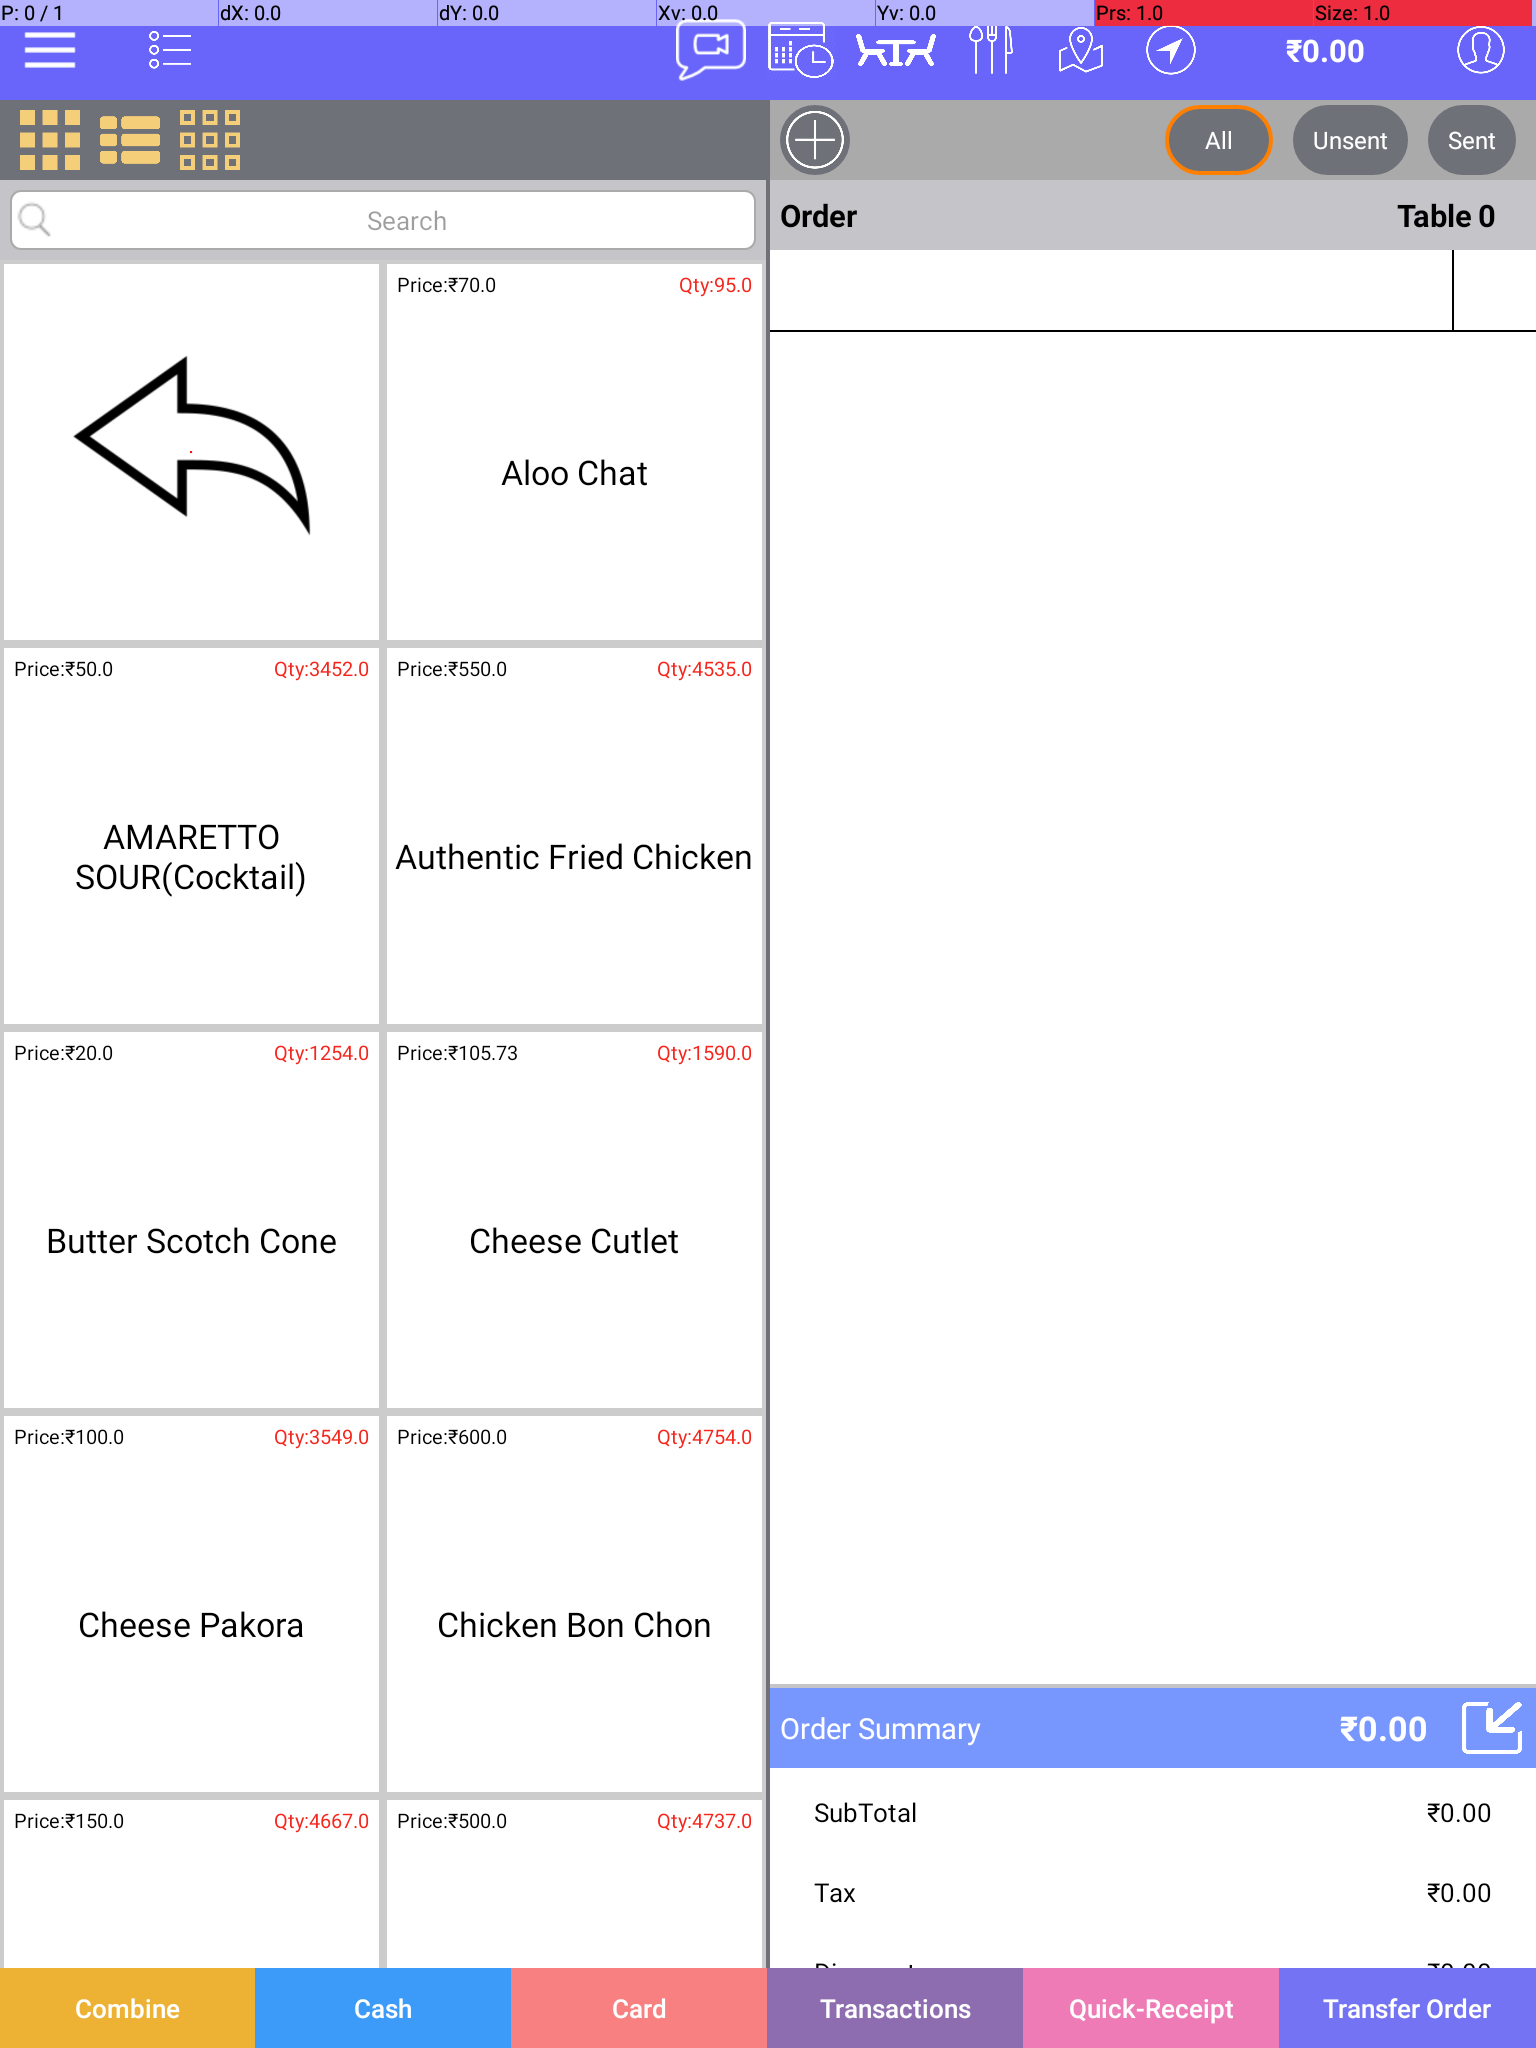 P: 0 / 1 dX: 0.0 dY: 0.0 Xv: 0.0 Yv: 0.0 Prs: 1.0 Size: 1.0
₹0.00
All Unsent Sent
Search
Order Table 0
Price:₹70.0 Qty:95.0
Aloo Chat
Price:₹50.0 Qty:3452.0
AMARETTO
SOUR(Cocktail)
Price:₹550.0 Qty:4535.0
Authentic Fried Chicken
Price:₹20.0 Qty:1254.0
Butter Scotch Cone
Price:₹105.73 Qty:1590.0
Cheese Cutlet
Price:₹100.0 Qty:3549.0
Cheese Pakora
Price:₹600.0 Qty:4754.0
Chicken Bon Chon
Price:₹150.0 Qty:4667.0
Price:₹500.0 Qty:4737.0
Order Summary ₹0.00
SubTotal ₹0.00
Tax ₹0.00
Combine Cash Card Transactions Quick-Receipt Transfer Order